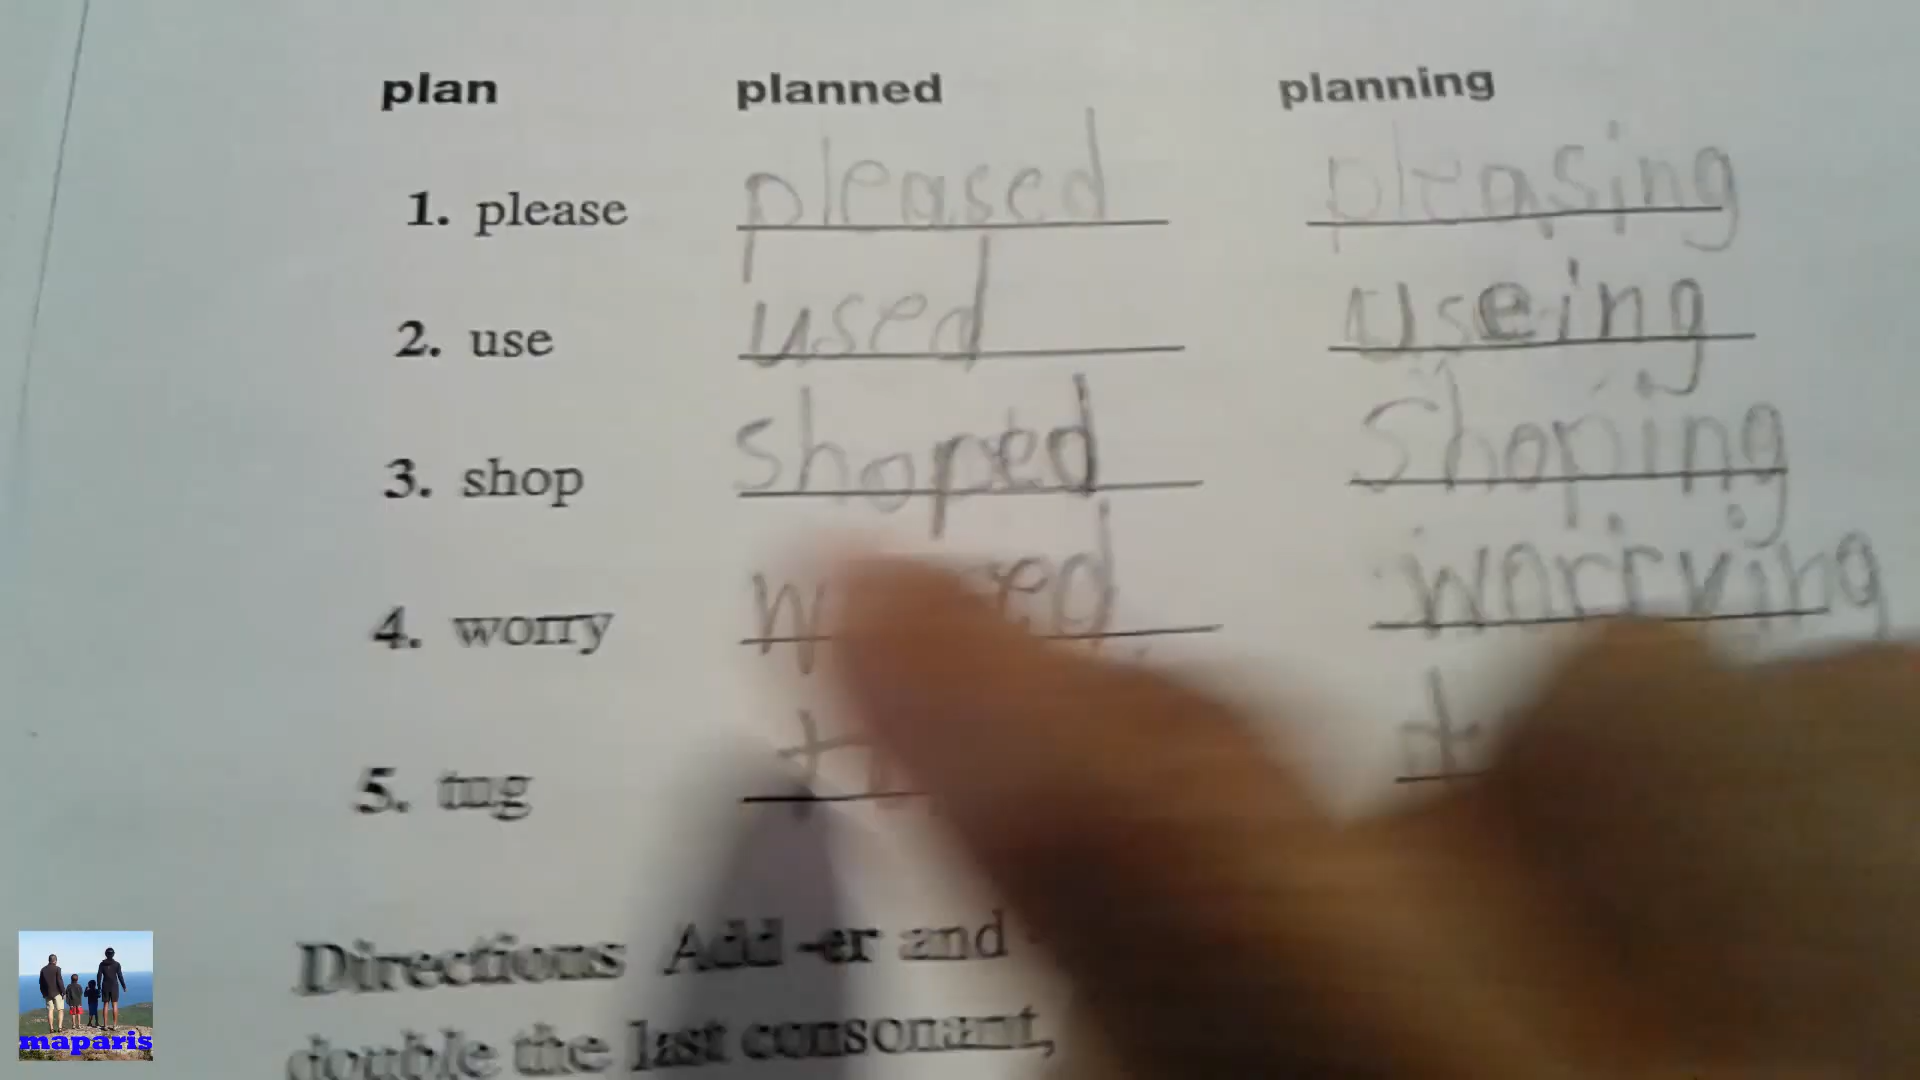 plan planned planning
1. please pleased pleasing
2. use used useing
3. shop shoped shoping
4. worry worrying
5. tug
Directions Add -er and
double the last consonant,
maparis